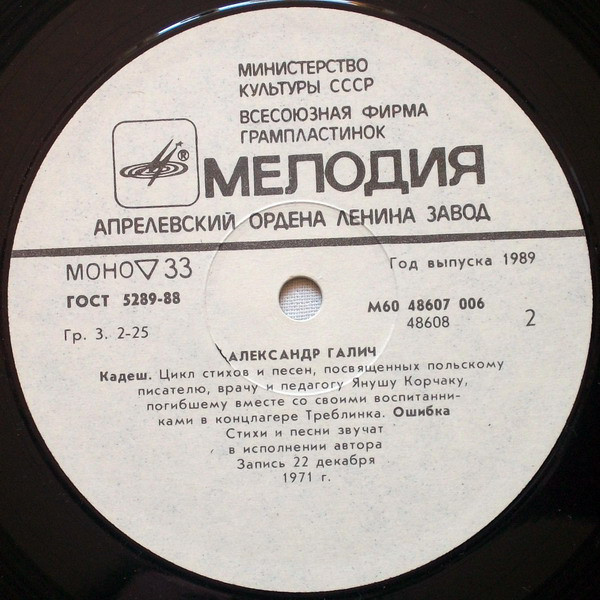 МИНИСТЕРСТВО
КУЛЬТУРЫ СССР
ВСЕСОЮЗНАЯ ФИРМА
ГРАМПЛАСТИНОК
® МЕЛОДИЯ
АПРЕЛЕВСКИЙ ОРДЕНА ЛЕНИНА ЗАВОД
МОНО ▽ 33
Год выпуска 1989
ГОСТ 5289-88
М60 48607 006
48608
2
Гр. 3. 2-25
АЛЕКСАНДР ГАЛИЧ
Кадеш. Цикл стихов и песен, посвященных польскому
писателю, врачу и педагогу Янушу Корчаку,
погибшему вместе со своими воспитанни-
ками в концлагере Треблинка. Ошибка
Стихи и песни звучат
в исполнении автора
Запись 22 декабря
1971 г.